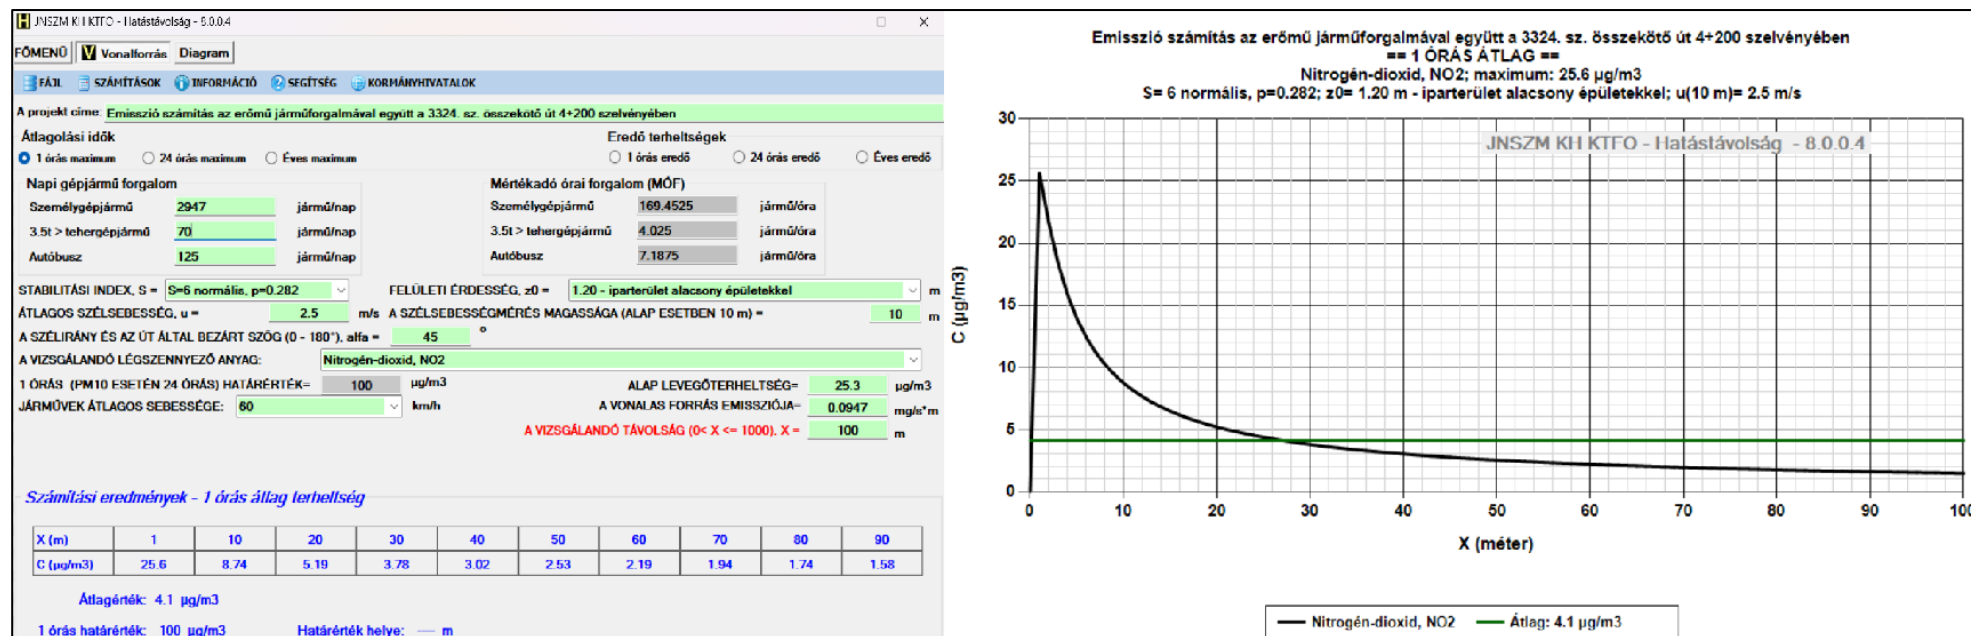 JNSZM KH KTFO - Hatástávolság - 8.0.0.4
FŐMENÜ Vonalforrás Diagram
FÁJL SZÁMÍTÁSOK INFORMÁCIÓ SEGÍTSÉG KORMÁNYHIVATALOK
A projekt címe: Emisszió számítás az erőmű járműforgalmával együtt a 3324. sz. összekötő út 4+200 szelvényében
Átlagolási idők Eredő terheltségek
1 órás maximum 24 órás maximum Éves maximum 1 órás eredő 24 órás eredő Éves eredő
Napi gépjármű forgalom Mértékadó órai forgalom (MÓF)
Személygépjármű 2947 jármű/nap Személygépjármű 169.4525 jármű/óra
3.5t > tehergépjármű 70 jármű/nap 3.5t > tehergépjármű 4.025 jármű/óra
Autóbusz 125 jármű/nap Autóbusz 7.1875 jármű/óra
STABILITÁSI INDEX, S = S=6 normális, p=0.282 FELÜLETI ÉRDESSÉG, z0 = 1.20 - iparterület alacsony épületekkel m
ÁTLAGOS SZÉLSEBESSÉG, u = 2.5 m/s A SZÉLSEBESSÉGMÉRÉS MAGASSÁGA (ALAP ESETBEN 10 m) = 10 m
A SZÉLIRÁNY ÉS AZ ÚT ÁLTAL BEZÁRT SZÖG (0 - 180°), alfa = 45 °
A VIZSGÁLANDÓ LÉGSZENNYEZŐ ANYAG: Nitrogén-dioxid, NO2
1 ÓRÁS (PM10 ESETÉN 24 ÓRÁS) HATÁRÉRTÉK= 100 µg/m3 ALAP LEVEGŐTERHELTSÉG= 25.3 µg/m3
JÁRMŰVEK ÁTLAGOS SEBESSÉGE: 60 km/h A VONALAS FORRÁS EMISSZIÓJA= 0.0947 mg/s*m
A VIZSGÁLANDÓ TÁVOLSÁG (0< X <= 1000), X = 100 m
Számítási eredmények - 1 órás átlag terheltség
X (m) 1 10 20 30 40 50 60 70 80 90
C (µg/m3) 25.6 8.74 5.19 3.78 3.02 2.53 2.19 1.94 1.74 1.58
Átlagérték: 4.1 µg/m3
1 órás határérték: 100 µg/m3 Határérték helye: --- m
Emisszió számítás az erőmű járműforgalmával együtt a 3324. sz. összekötő út 4+200 szelvényében
== 1 ÓRÁS ÁTLAG ==
Nitrogén-dioxid, NO2; maximum: 25.6 µg/m3
S= 6 normális, p=0.282; z0= 1.20 m - iparterület alacsony épületekkel; u(10 m)= 2.5 m/s
JNSZM KH KTFO - Hatástávolság - 8.0.0.4
C (µg/m3)
30
25
20
15
10
5
0
0 10 20 30 40 50 60 70 80 90 100
X (méter)
Nitrogén-dioxid, NO2 Átlag: 4.1 µg/m3